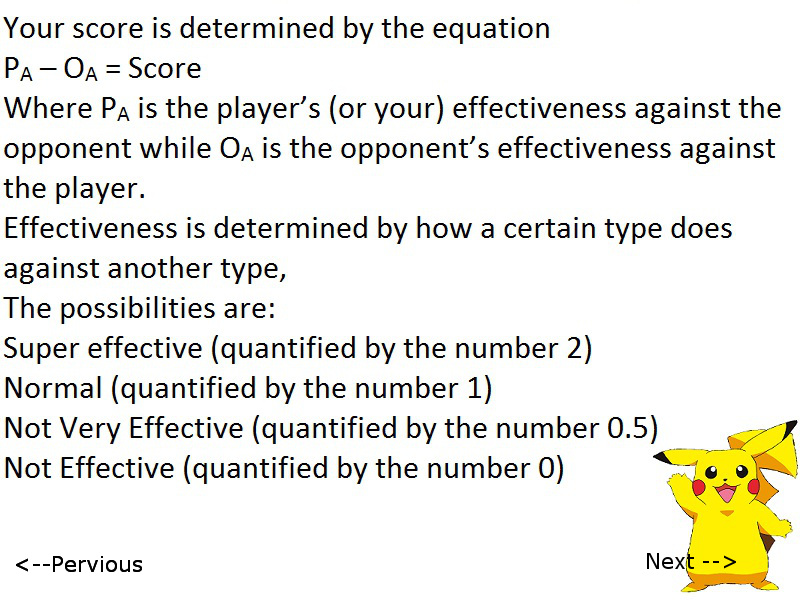 Your score is determined by the equation
P_A – O_A = Score
Where P_A is the player's (or your) effectiveness against the
opponent while O_A is the opponent's effectiveness against
the player.
Effectiveness is determined by how a certain type does
against another type,
The possibilities are:
Super effective (quantified by the number 2)
Normal (quantified by the number 1)
Not Very Effective (quantified by the number 0.5)
Not Effective (quantified by the number 0)
<--Pervious
Next -->